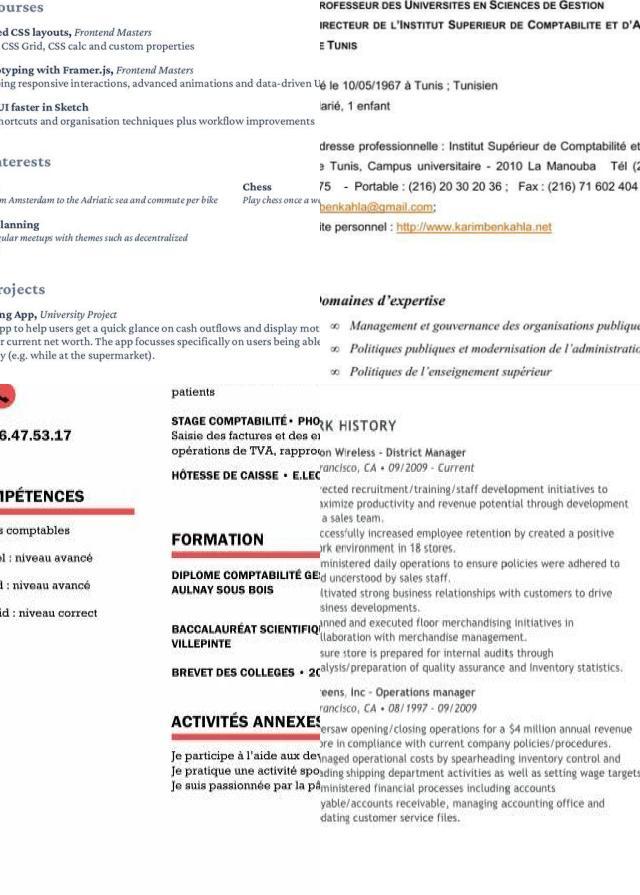 ourses
ed CSS layouts, Frontend Masters
CSS Grid, CSS calc and custom properties
otyping with Framer.js, Frontend Masters
ing responsive interactions, advanced animations and data-driven U
UI faster in Sketch
hortcuts and organisation techniques plus workflow improvements
nterests
Chess
m Amsterdam to the Adriatic sea and commute per bike
Play chess once a we
lanning
ular meetups with themes such as decentralized
rojects
ng App, University Project
pp to help users get a quick glance on cash outflows and display mot
r current net worth. The app focusses specifically on users being able
y (e.g. while at the supermarket).
ROFESSEUR DES UNIVERSITES EN SCIENCES DE GESTION
IRECTEUR DE L'INSTITUT SUPERIEUR DE COMPTABILITE ET D'A
E TUNIS
é le 10/05/1967 à Tunis ; Tunisien
arié, 1 enfant
dresse professionnelle : Institut Supérieur de Comptabilité et
e Tunis, Campus universitaire - 2010 La Manouba Tél (2
75 - Portable : (216) 20 30 20 36 ; Fax : (216) 71 602 404
benkahla@gmail.com;
ite personnel : http://www.karimbenkahla.net
omaines d'expertise
∞ Management et gouvernance des organisations publique
∞ Politiques publiques et modernisation de l'administratio
∞ Politiques de l'enseignement supérieur
6.47.53.17
MPÉTENCES
s comptables
el : niveau avancé
d : niveau avancé
id : niveau correct
patients
STAGE COMPTABILITÉ • PHO
Saisie des factures et des en
opérations de TVA, rapproc
HÔTESSE DE CAISSE • E.LEC
FORMATION
DIPLOME COMPTABILITÉ GE
AULNAY SOUS BOIS
BACCALAURÉAT SCIENTIFIQ
VILLEPINTE
BREVET DES COLLEGES • 20
ACTIVITÉS ANNEXES
Je participe à l'aide aux dev
Je pratique une activité spo
Je suis passionnée par la pâ
RK HISTORY
on Wireless - District Manager
rancisco, CA • 09/2009 - Current
rected recruitment/training/staff development initiatives to
aximize productivity and revenue potential through development
a sales team.
ccessfully increased employee retention by created a positive
rk environment in 18 stores.
ministered daily operations to ensure policies were adhered to
d understood by sales staff.
ltivated strong business relationships with customers to drive
siness developments.
anned and executed floor merchandising initiatives in
llaboration with merchandise management.
sure store is prepared for internal audits through
alysis/preparation of quality assurance and Inventory statistics.
eens, Inc - Operations manager
rancisco, CA • 08/1997 - 09/2009
ersaw opening/closing operations for a $4 million annual revenue
ore in compliance with current company policies/procedures.
naged operational costs by spearheading inventory control and
ading shipping department activities as well as setting wage targets
ministered financial processes including accounts
yable/accounts receivable, managing accounting office and
dating customer service files.